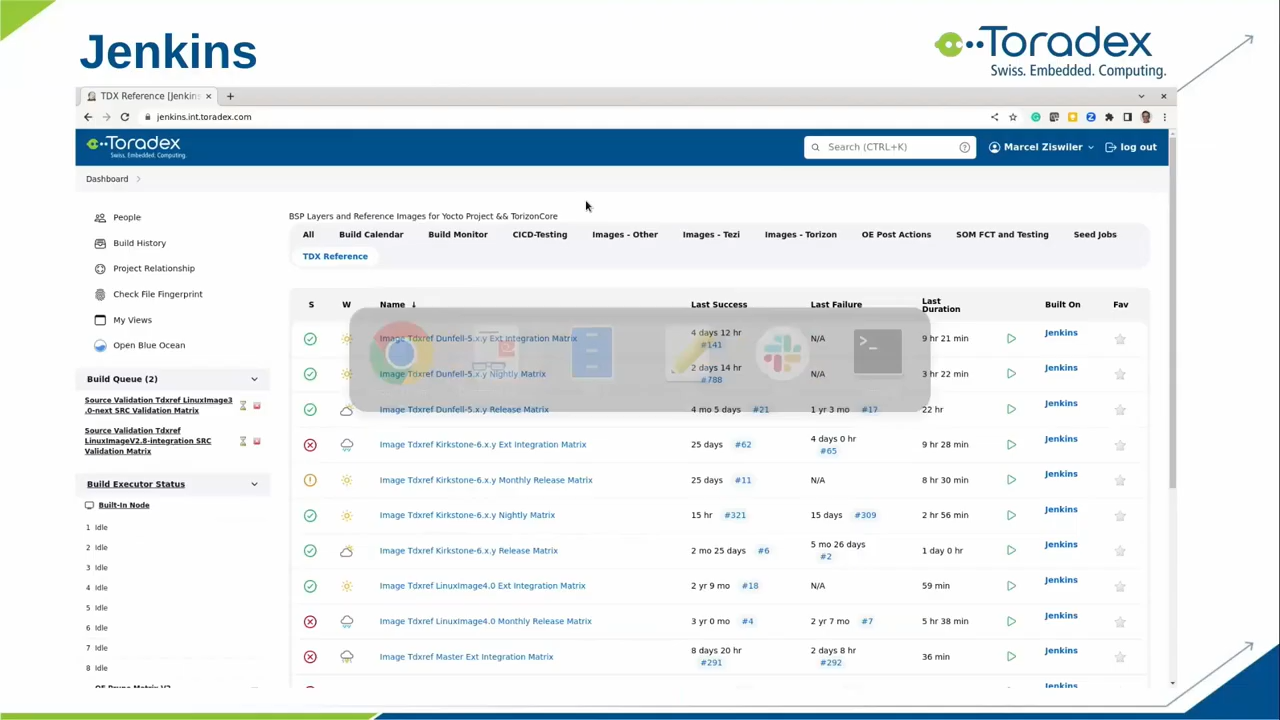 Jenkins
Toradex
Swiss. Embedded. Computing.
TDX Reference [Jenkins
jenkins.int.toradex.com
Toradex
Swiss. Embedded. Computing.
Search (CTRL+K)
Marcel Ziswiler
log out
Dashboard
People
Build History
Project Relationship
Check File Fingerprint
My Views
Open Blue Ocean
Build Queue (2)
Source Validation Tdxref LinuxImage3
.0-next SRC Validation Matrix
Source Validation Tdxref
LinuxImageV2.8-integration SRC
Validation Matrix
Build Executor Status
Built-In Node
1 Idle
2 Idle
3 Idle
4 Idle
5 Idle
6 Idle
7 Idle
8 Idle
OE Prune Matrix V2
BSP Layers and Reference Images for Yocto Project && TorizonCore
All Build Calendar Build Monitor CICD-Testing Images - Other Images - Tezi Images - Torizon OE Post Actions SOM FCT and Testing Seed Jobs
TDX Reference
S W Name ↓ Last Success Last Failure Last Duration Built On Fav
Image Tdxref Dunfell-5.x.y Ext Integration Matrix 4 days 12 hr #141 N/A 9 hr 21 min Jenkins
Image Tdxref Dunfell-5.x.y Nightly Matrix 2 days 14 hr #788 N/A 3 hr 22 min Jenkins
Image Tdxref Dunfell-5.x.y Release Matrix 4 mo 5 days #21 1 yr 3 mo #17 22 hr Jenkins
Image Tdxref Kirkstone-6.x.y Ext Integration Matrix 25 days #62 4 days 0 hr #65 9 hr 28 min Jenkins
Image Tdxref Kirkstone-6.x.y Monthly Release Matrix 25 days #11 N/A 8 hr 30 min Jenkins
Image Tdxref Kirkstone-6.x.y Nightly Matrix 15 hr #321 15 days #309 2 hr 56 min Jenkins
Image Tdxref Kirkstone-6.x.y Release Matrix 2 mo 25 days #6 5 mo 26 days #2 1 day 0 hr Jenkins
Image Tdxref LinuxImage4.0 Ext Integration Matrix 2 yr 9 mo #18 N/A 59 min Jenkins
Image Tdxref LinuxImage4.0 Monthly Release Matrix 3 yr 0 mo #4 2 yr 7 mo #7 5 hr 38 min Jenkins
Image Tdxref Master Ext Integration Matrix 8 days 20 hr #291 2 days 8 hr #292 36 min Jenkins
Jenkins